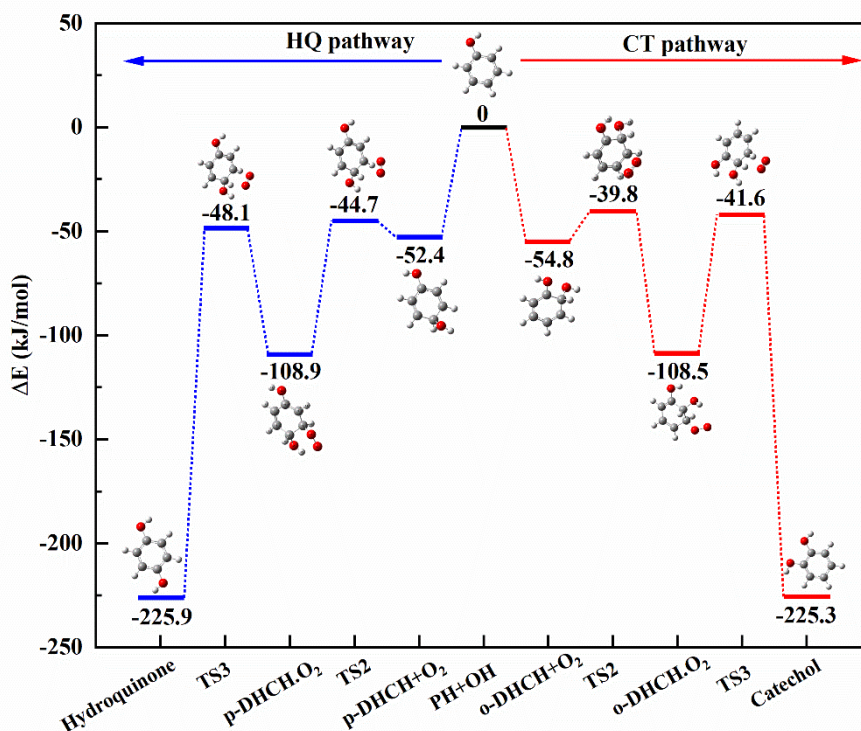 HQ pathway
CT pathway
ΔE (kJ/mol)
50
0
-50
-100
-150
-200
-250
0
-48.1
-44.7
-52.4
-108.9
-225.9
-54.8
-39.8
-41.6
-108.5
-225.3
Hydroquinone
TS3
p-DHCH.O₂
TS2
p-DHCH+O₂
PH+OH
o-DHCH+O₂
TS2
o-DHCH.O₂
TS3
Catechol